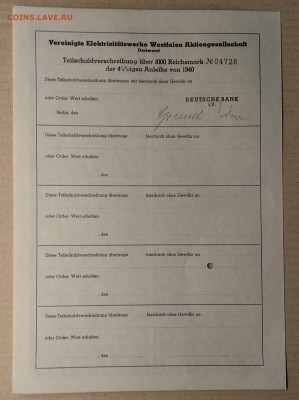 COINS.LAVE.RU
Vereinigte Elektrizitätswerke Westfalen Aktiengesellschaft
Dortmund
Teilschuldverschreibung über 1000 Reichsmark № 04726
der 4½%igen Anleihe von 1940
Diese Teilschuldverschreibung übertragen wir hierdurch ohne Gewähr an
oder Order. Wert erhalten.
DEUTSCHE BANK
Berlin, den
Diese Teilschuldverschreibung übertrage hierdurch ohne Gewähr an
oder Order. Wert erhalten.
, den
Diese Teilschuldverschreibung übertrage hierdurch ohne Gewähr an
oder Order. Wert erhalten.
, den
Diese Teilschuldverschreibung übertrage hierdurch ohne Gewähr an
oder Order. Wert erhalten.
, den
Diese Teilschuldverschreibung übertrage hierdurch ohne Gewähr an
oder Order. Wert erhalten.
, den